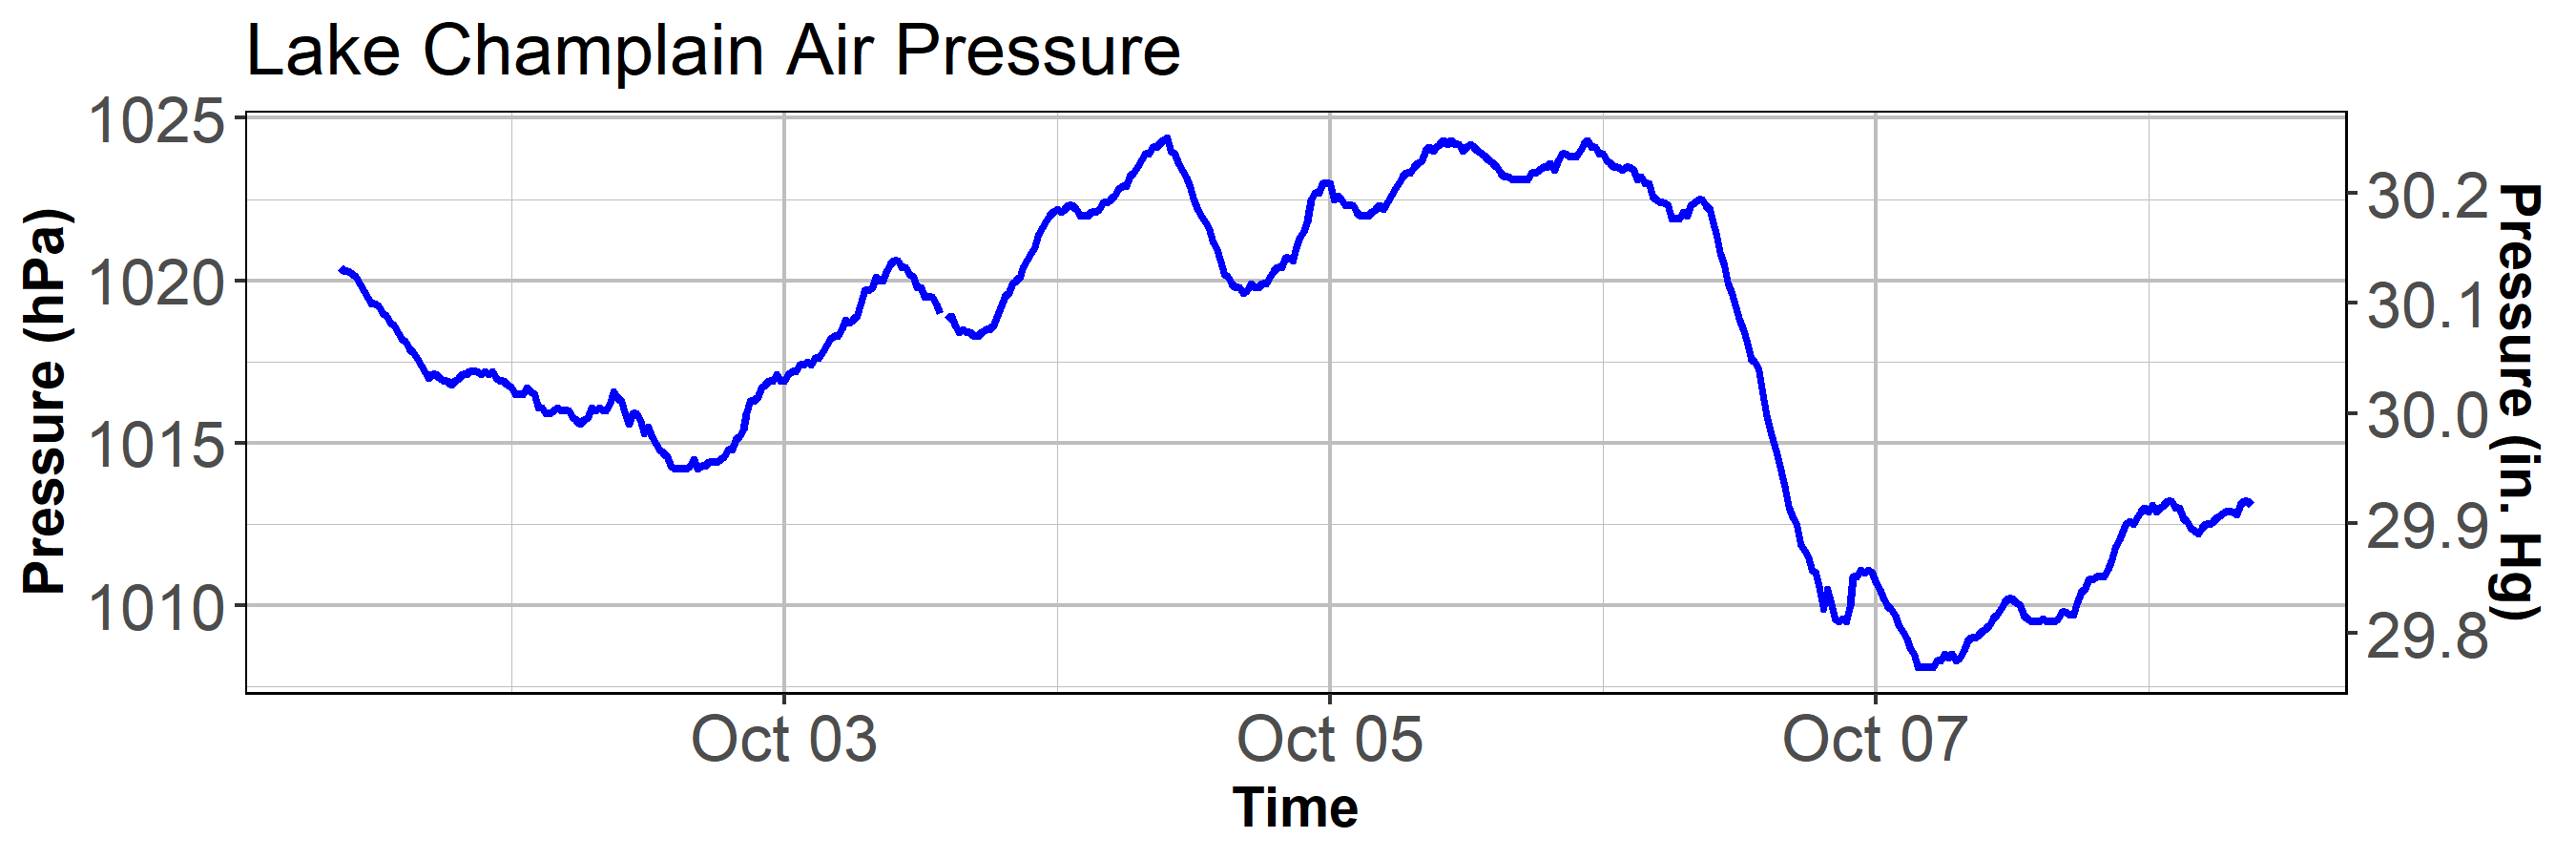 Lake Champlain Air Pressure
1025
1020
1015
1010
Pressure (hPa)
30.2
30.1
30.0
29.9
29.8
Pressure (in. Hg)
Oct 03
Oct 05
Oct 07
Time